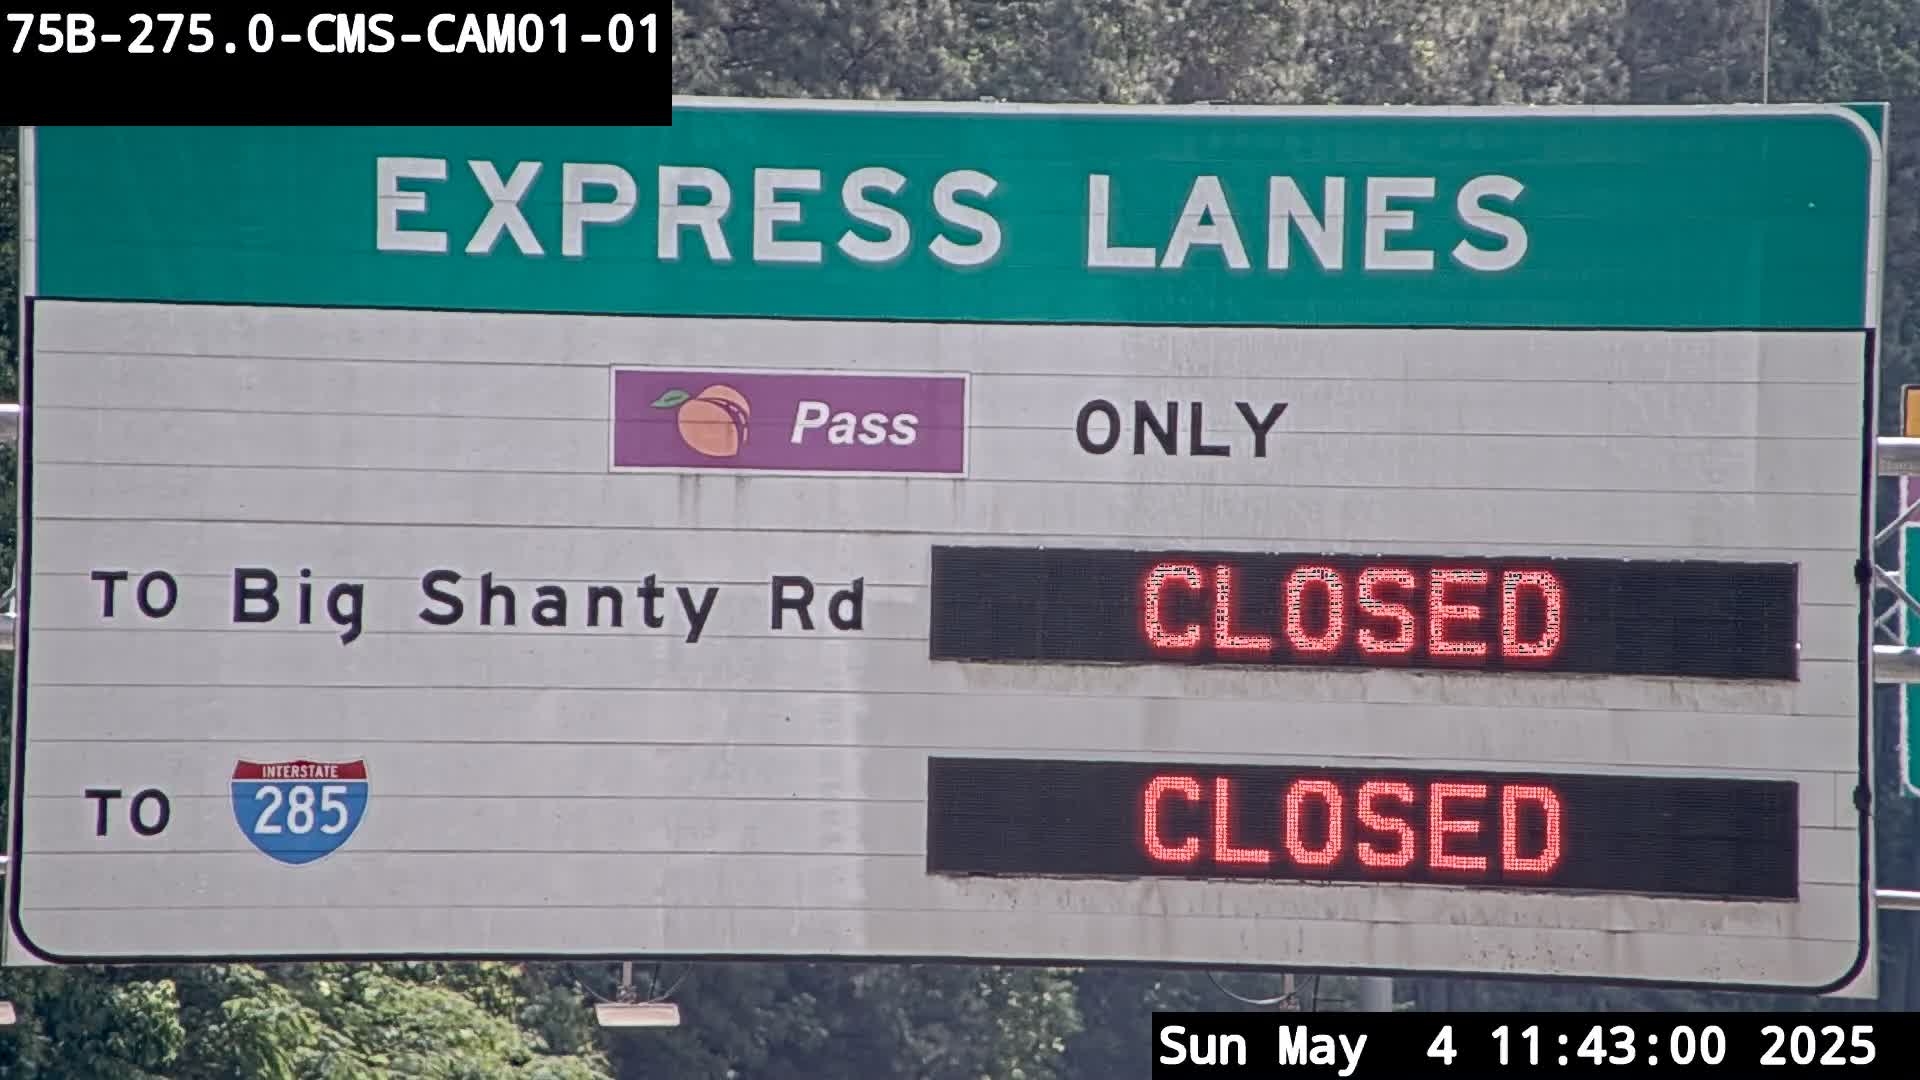 75B-275.0-CMS-CAM01-01
EXPRESS LANES
Pass ONLY
TO Big Shanty Rd CLOSED
INTERSTATE
TO 285 CLOSED
Sun May 4 11:43:00 2025